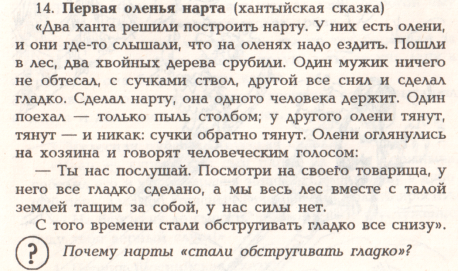 14. Первая оленья нарта (хантыйская сказка)
«Два ханта решили построить нарту. У них есть олени,
и они где-то слышали, что на оленях надо ездить. Пошли
в лес, два хвойных дерева срубили. Один мужик ничего
не обтесал, с сучками ствол, другой все снял и сделал
гладко. Сделал нарту, она одного человека держит. Один
поехал — только пыль столбом; у другого олени тянут,
тянут — и никак: сучки обратно тянут. Олени оглянулись
на хозяина и говорят человеческим голосом:
— Ты нас послушай. Посмотри на своего товарища, у
него все гладко сделано, а мы весь лес вместе с талой
землей тащим за собой, у нас силы нет.
С того времени стали обстругивать гладко все снизу».
? Почему нарты «стали обстругивать гладко»?